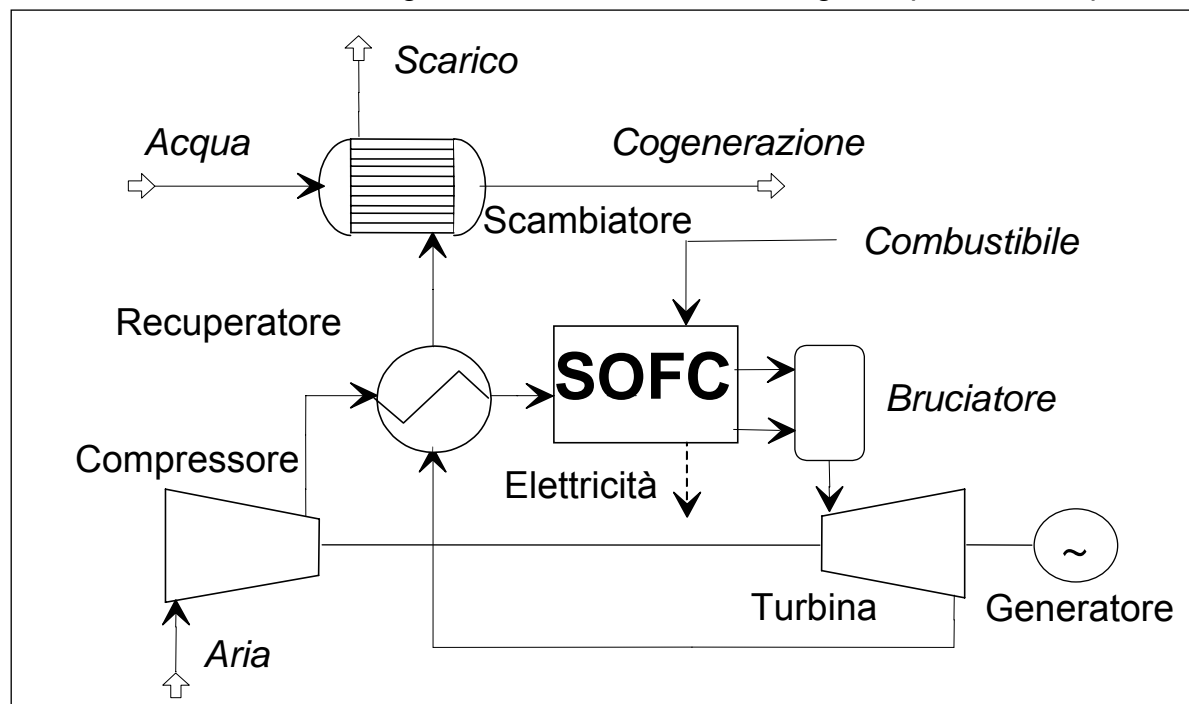 Scarico
Acqua
Cogenerazione
Scambiatore
Combustibile
Recuperatore
SOFC
Bruciatore
Compressore
Elettricità
~
Turbina
Generatore
Aria